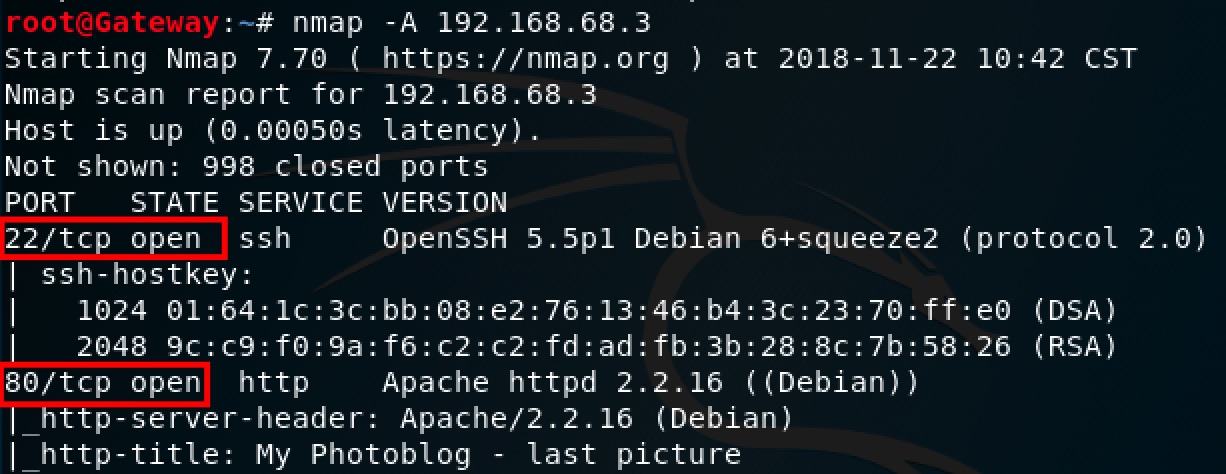 root@Gateway:~# nmap -A 192.168.68.3
Starting Nmap 7.70 ( https://nmap.org ) at 2018-11-22 10:42 CST
Nmap scan report for 192.168.68.3
Host is up (0.00050s latency).
Not shown: 998 closed ports
PORT   STATE SERVICE VERSION
22/tcp open  ssh     OpenSSH 5.5p1 Debian 6+squeeze2 (protocol 2.0)
| ssh-hostkey:
|   1024 01:64:1c:3c:bb:08:e2:76:13:46:b4:3c:23:70:ff:e0 (DSA)
|   2048 9c:c9:f0:9a:f6:c2:c2:fd:ad:fb:3b:28:8c:7b:58:26 (RSA)
80/tcp open  http    Apache httpd 2.2.16 ((Debian))
|_http-server-header: Apache/2.2.16 (Debian)
|_http-title: My Photoblog - last picture